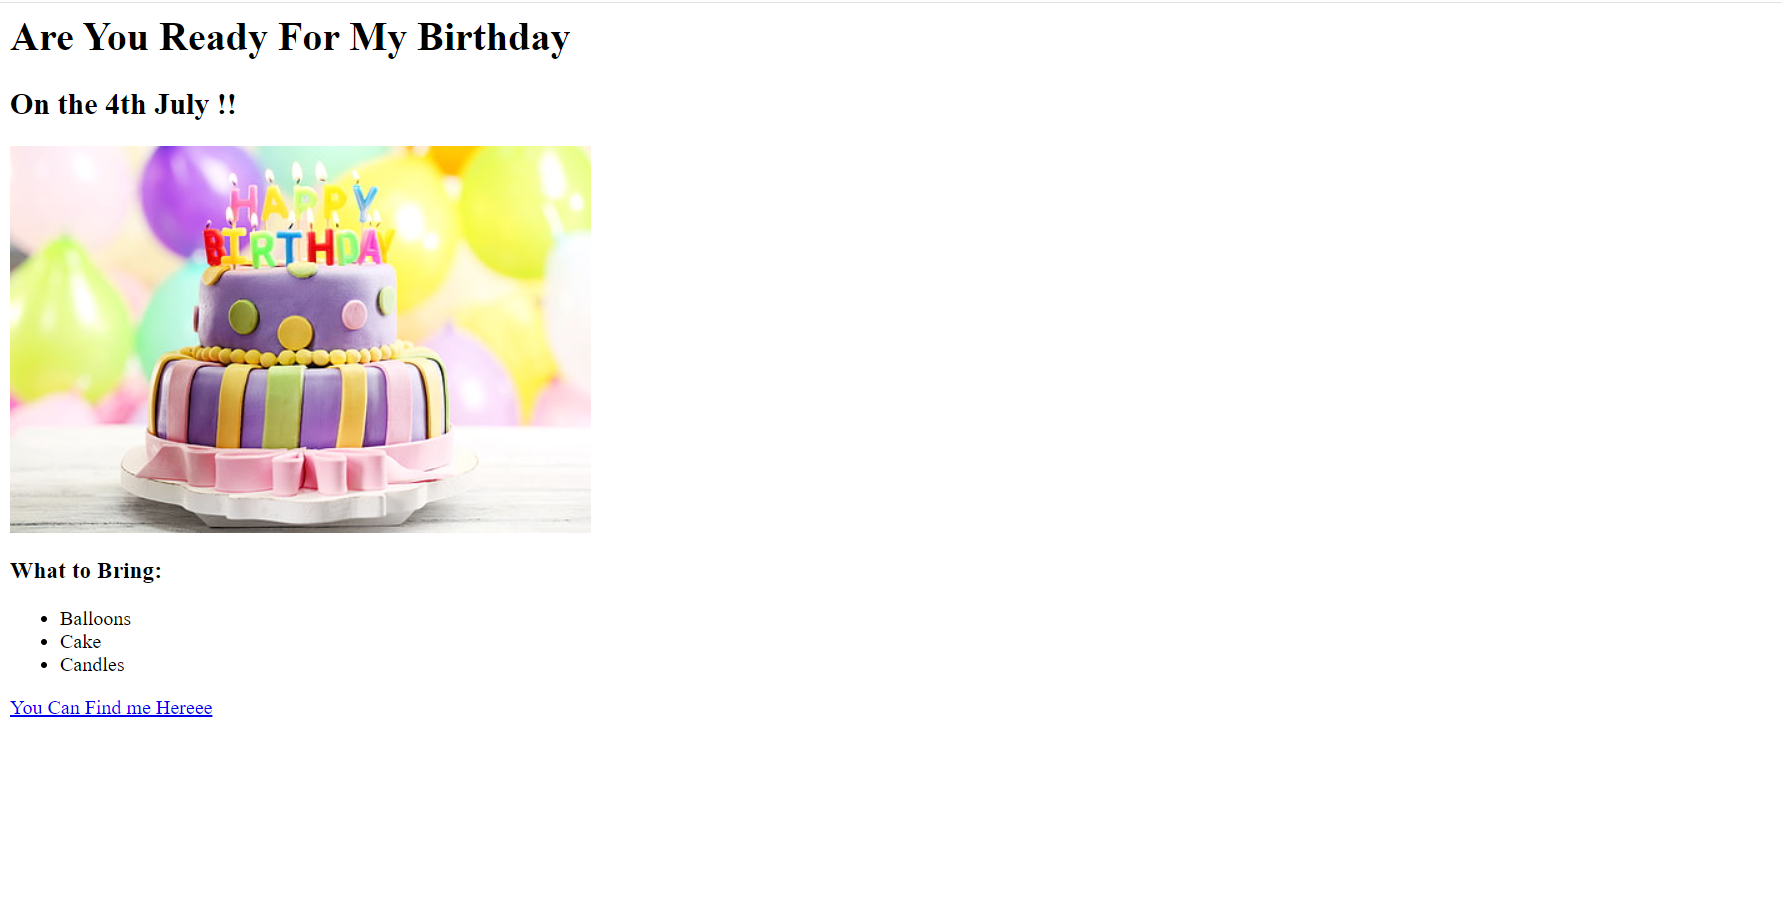 Are You Ready For My Birthday
On the 4th July !!
HAPPY
BIRTHDAY
What to Bring:
Balloons
Cake
Candles
You Can Find me Hereee